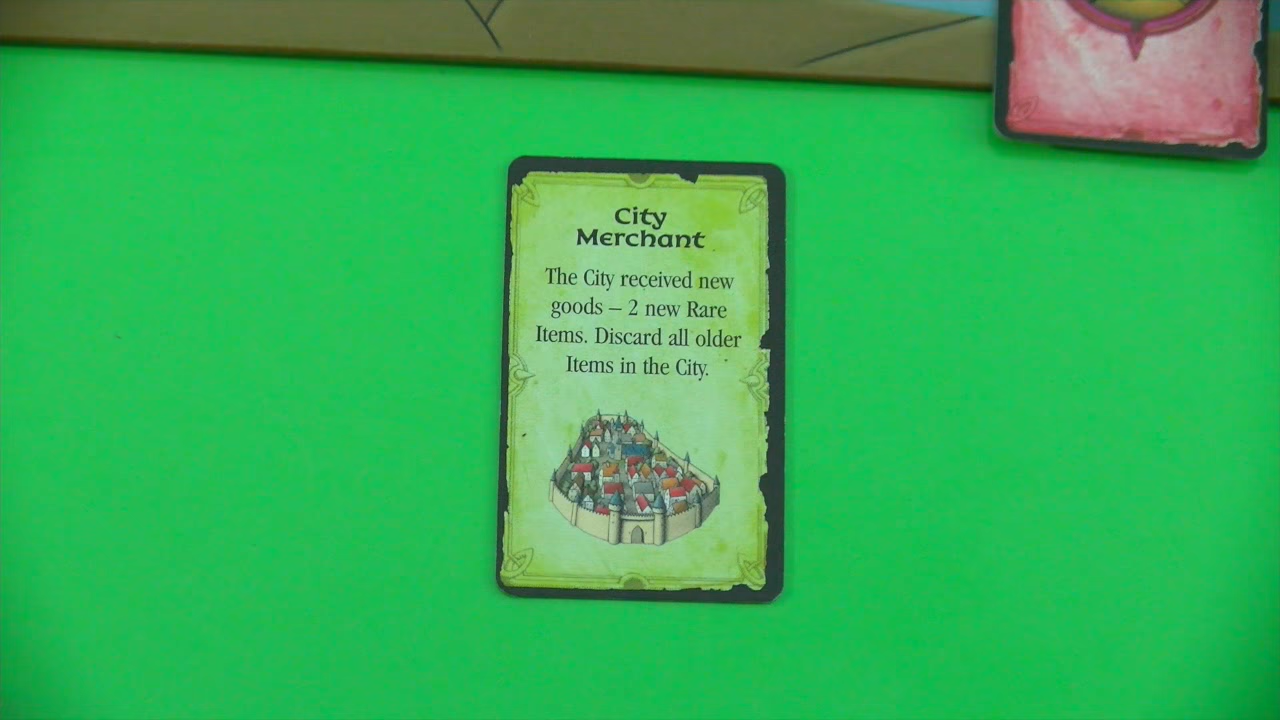 City
Merchant
The City received new
goods – 2 new Rare
Items. Discard all older
Items in the City.